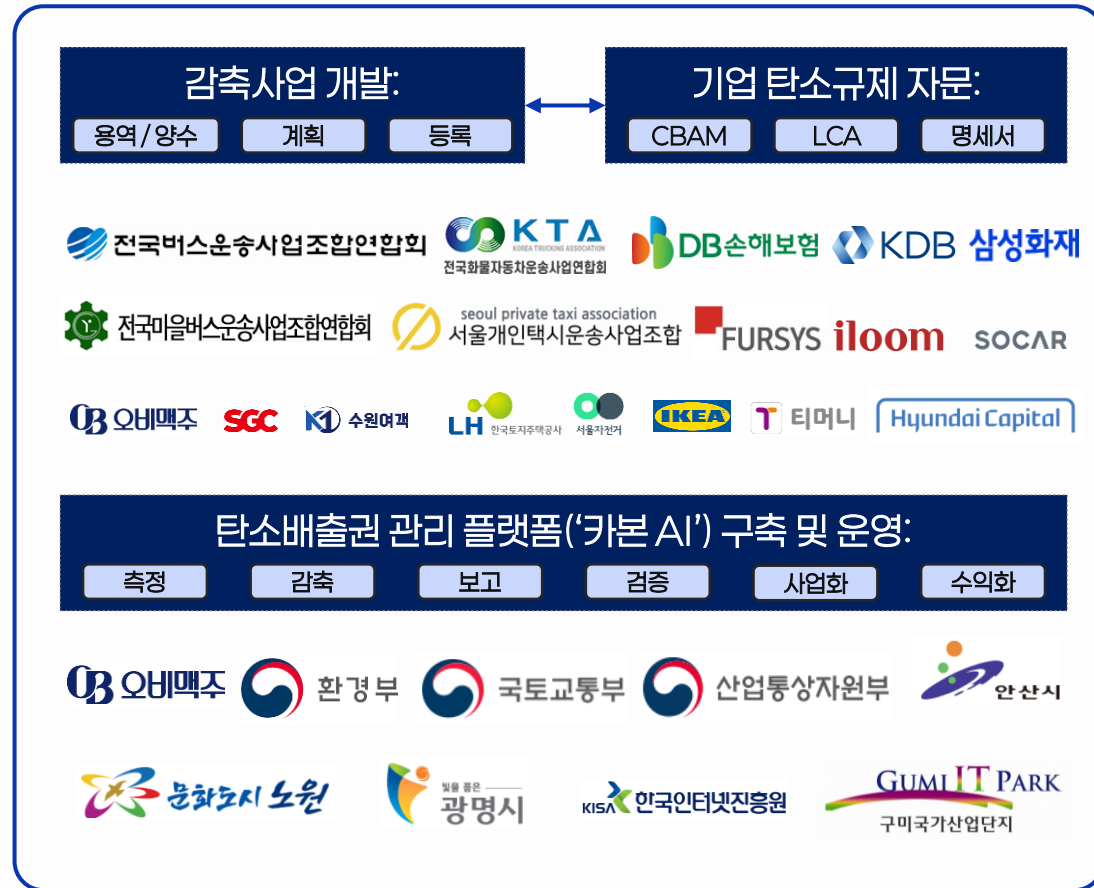 감축사업 개발:
용역 / 양수 계획 등록
기업 탄소규제 자문:
CBAM LCA 명세서
전국버스운송사업조합연합회
KTA
KOREA TRUCKING ASSOCIATION
전국화물자동차운송사업연합회
DB손해보험
KDB
삼성화재
전국마을버스운송사업조합연합회
seoul private taxi association
서울개인택시운송사업조합
FURSYS
iloom
SOCAR
OB 오비맥주
SGC
K1 수원여객
LH 한국토지주택공사
서울자전거
IKEA
T 티머니
Hyundai Capital
탄소배출권 관리 플랫폼(‘카본 AI’) 구축 및 운영:
측정 감축 보고 검증 사업화 수익화
OB 오비맥주
환경부
국토교통부
산업통상자원부
안산시
문화도시 노원
빛을 품은
광명시
KISA 한국인터넷진흥원
GUMI IT PARK
구미국가산업단지